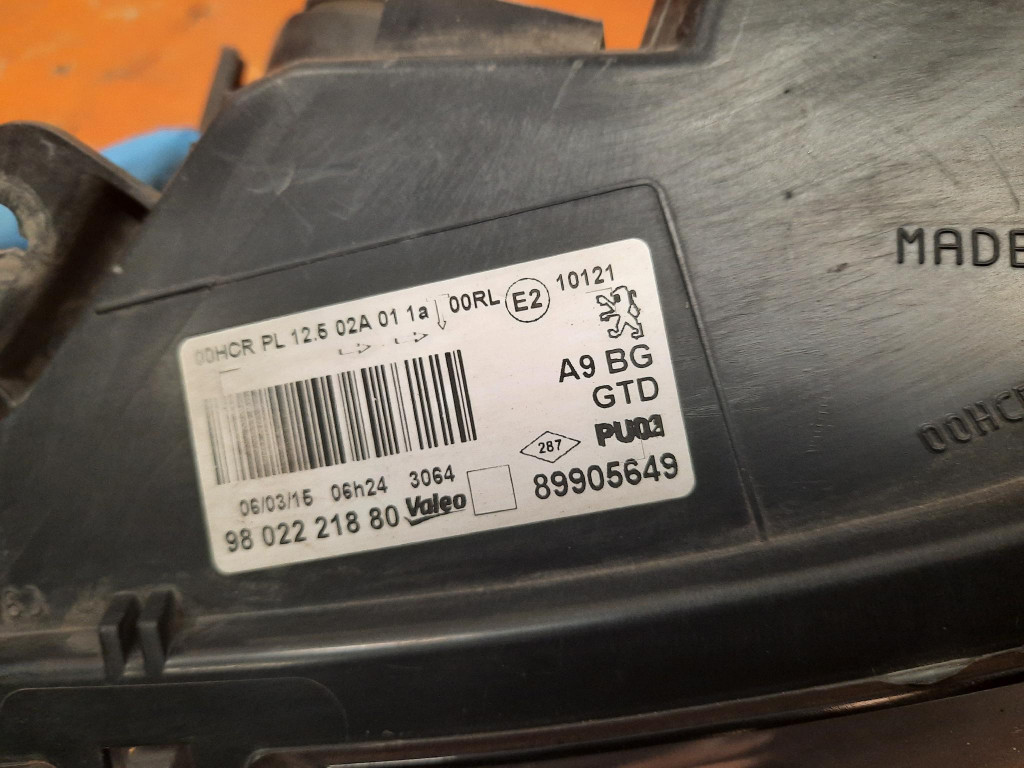 00HCR PL 12.5 02A 01 1a 00RL E2 10121
A9 BG
GTD
287 PU02
06/03/15 06h24 3064
98 022 218 80 Valeo 89905649
MADE
00HCR